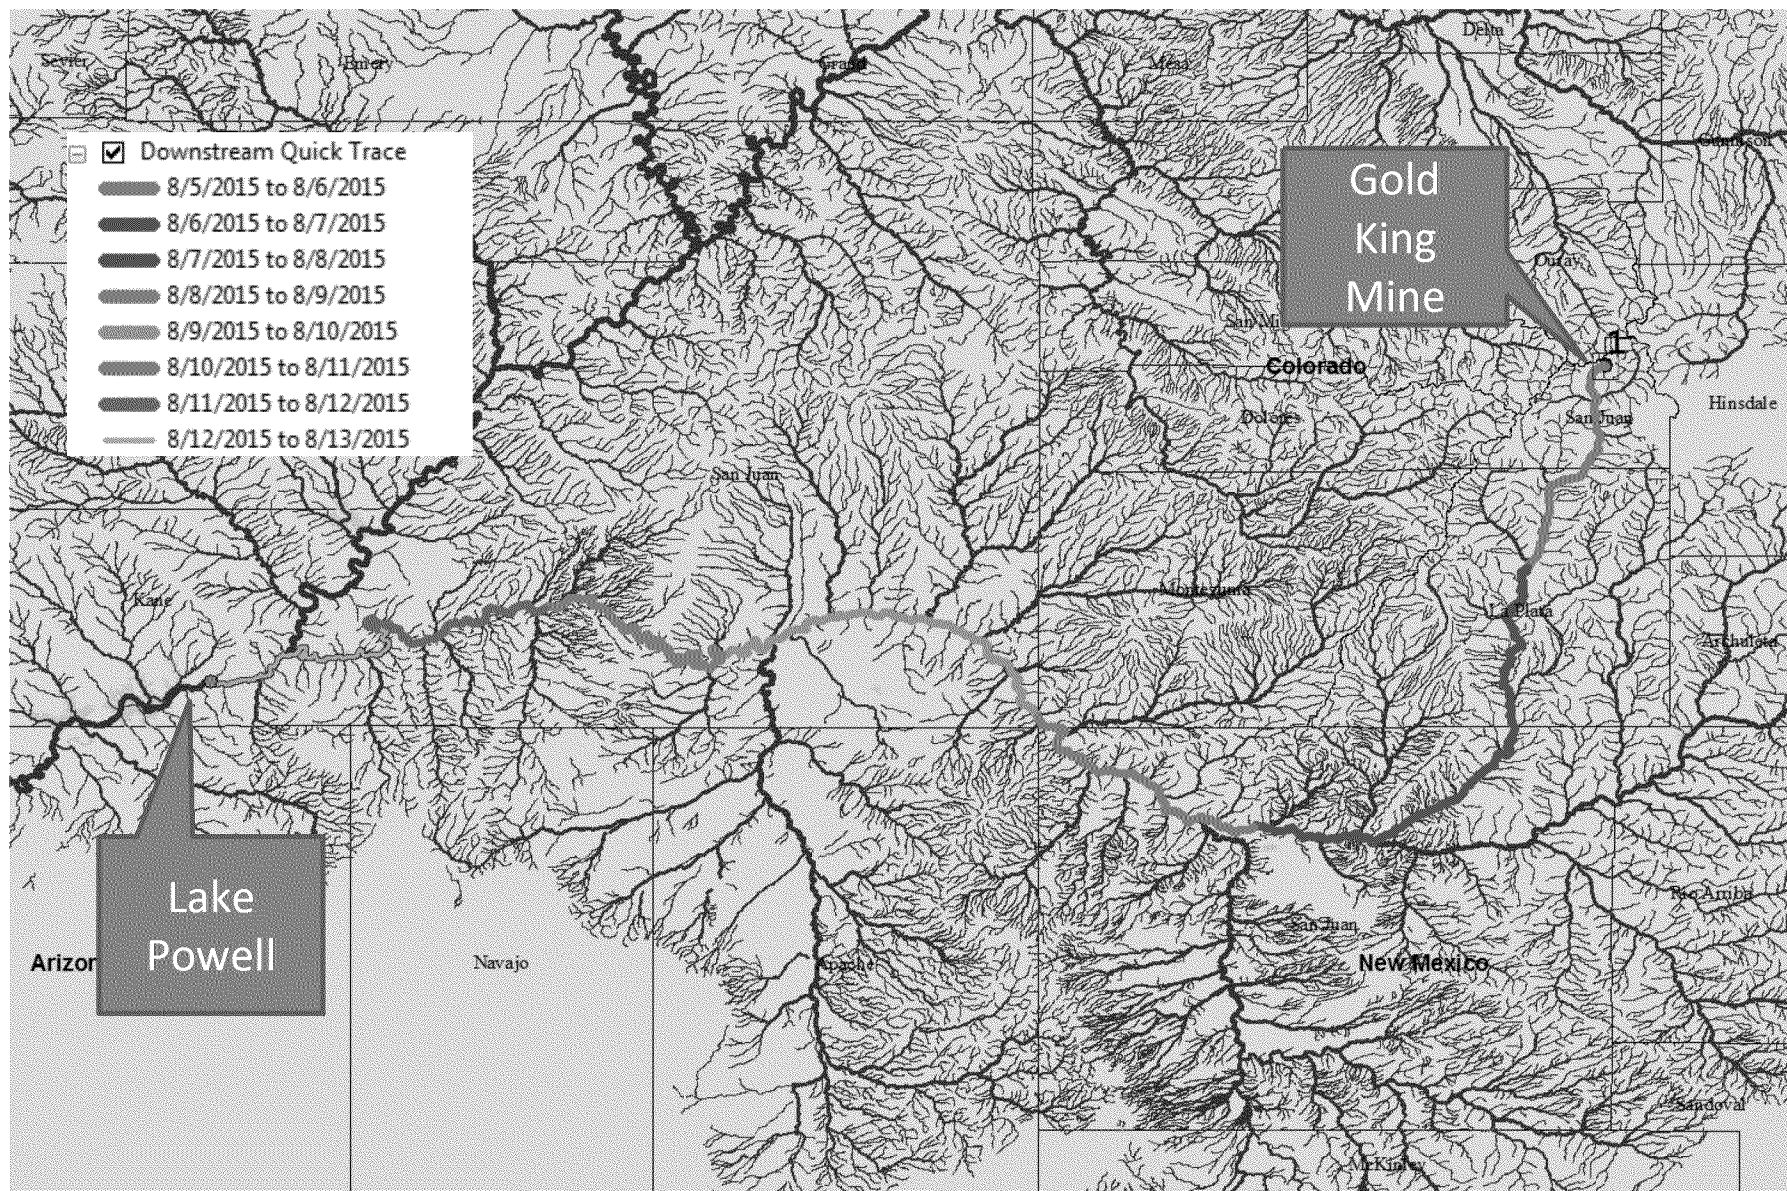 Delta
Sevier
Emery
Grand
Mesa
Gunnison
Downstream Quick Trace
8/5/2015 to 8/6/2015
8/6/2015 to 8/7/2015
8/7/2015 to 8/8/2015
8/8/2015 to 8/9/2015
8/9/2015 to 8/10/2015
8/10/2015 to 8/11/2015
8/11/2015 to 8/12/2015
8/12/2015 to 8/13/2015
Gold
King
Mine
Ouray
San Mi
1
Colorado
Dolores
San Juan
Hinsdale
San Juan
Kane
Montezuma
La Plata
Archuleta
Lake
Powell
Rio Arriba
San Juan
Arizon
Navajo
Apache
New Mexico
Sandoval
McKinley